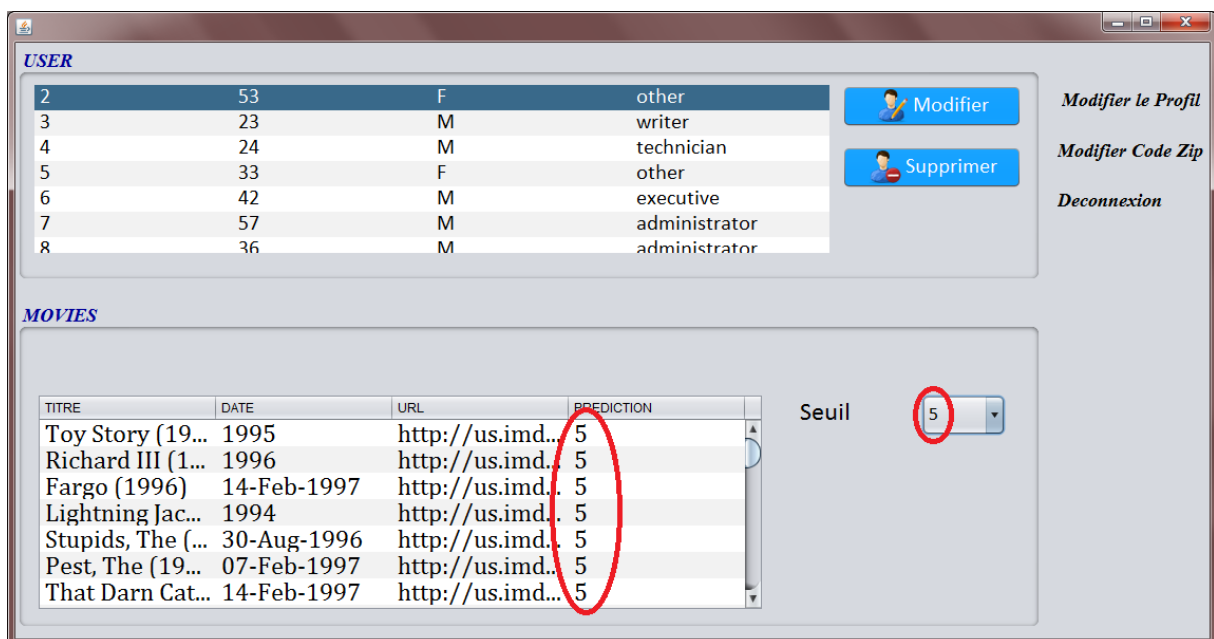 USER
2 53 F other
3 23 M writer
4 24 M technician
5 33 F other
6 42 M executive
7 57 M administrator
8 36 M administrator
Modifier
Supprimer
Modifier le Profil
Modifier Code Zip
Deconnexion
MOVIES
TITRE DATE URL PREDICTION
Toy Story (19... 1995 http://us.imd... 5
Richard III (1... 1996 http://us.imd... 5
Fargo (1996) 14-Feb-1997 http://us.imd... 5
Lightning Jac... 1994 http://us.imd... 5
Stupids, The (... 30-Aug-1996 http://us.imd... 5
Pest, The (19... 07-Feb-1997 http://us.imd... 5
That Darn Cat... 14-Feb-1997 http://us.imd... 5
Seuil 5